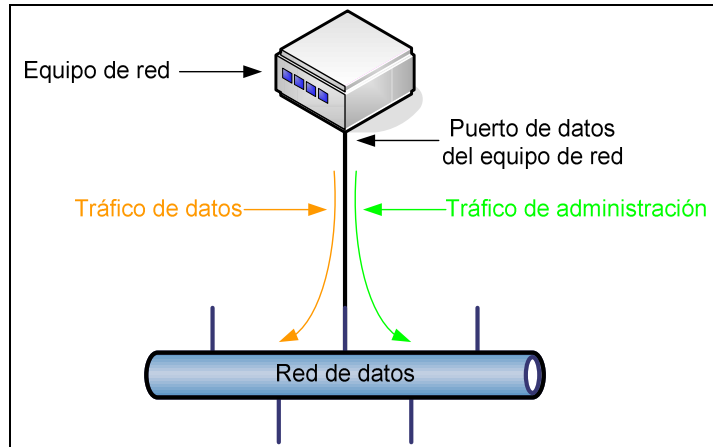 Equipo de red
Puerto de datos
del equipo de red
Tráfico de datos
Tráfico de administración
Red de datos